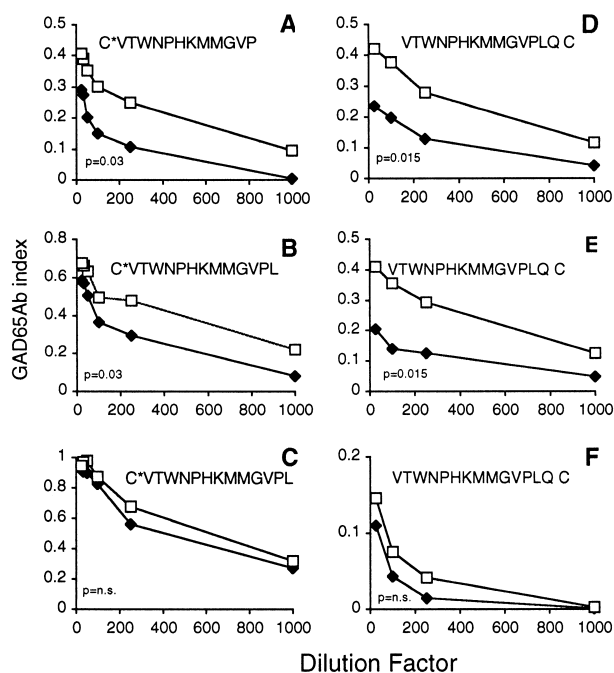 A
C*VTWNPHKMMGVP
0.5
0.4
0.3
0.2
0.1
0
p=0.03
0 200 400 600 800 1000
D
VTWNPHKMMGVPLQ C
0.5
0.4
0.3
0.2
0.1
0
p=0.015
0 200 400 600 800 1000
B
C*VTWNPHKMMGVPL
0.8
0.6
0.4
0.2
0
p=0.03
0 200 400 600 800 1000
E
VTWNPHKMMGVPLQ C
0.5
0.4
0.3
0.2
0.1
0
p=0.015
0 200 400 600 800 1000
C
C*VTWNPHKMMGVPL
1
0.8
0.6
0.4
0.2
0
p=n.s.
0 200 400 600 800 1000
F
VTWNPHKMMGVPLQ C
0.2
0.1
0
p=n.s.
0 200 400 600 800 1000
GAD65Ab index
Dilution Factor